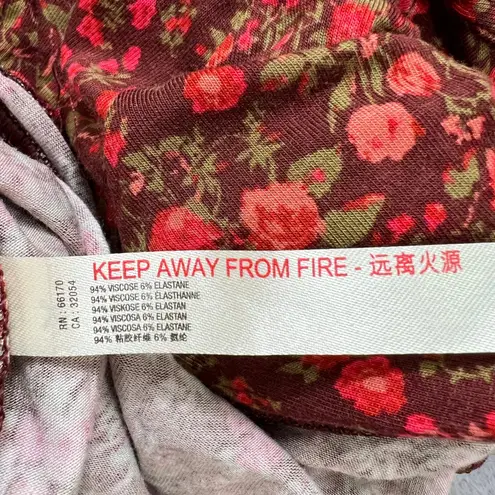 KEEP AWAY FROM FIRE - 远离火源
RN : 66170
CA : 32054
94% VISCOSE 6% ELASTANE
94% VISCOSE 6% ÉLASTHANNE
94% VISKOSE 6% ELASTAN
94% VISCOSA 6% ELASTAN
94% VISCOSA 6% ELASTANE
94% 粘胶纤维 6% 氨纶